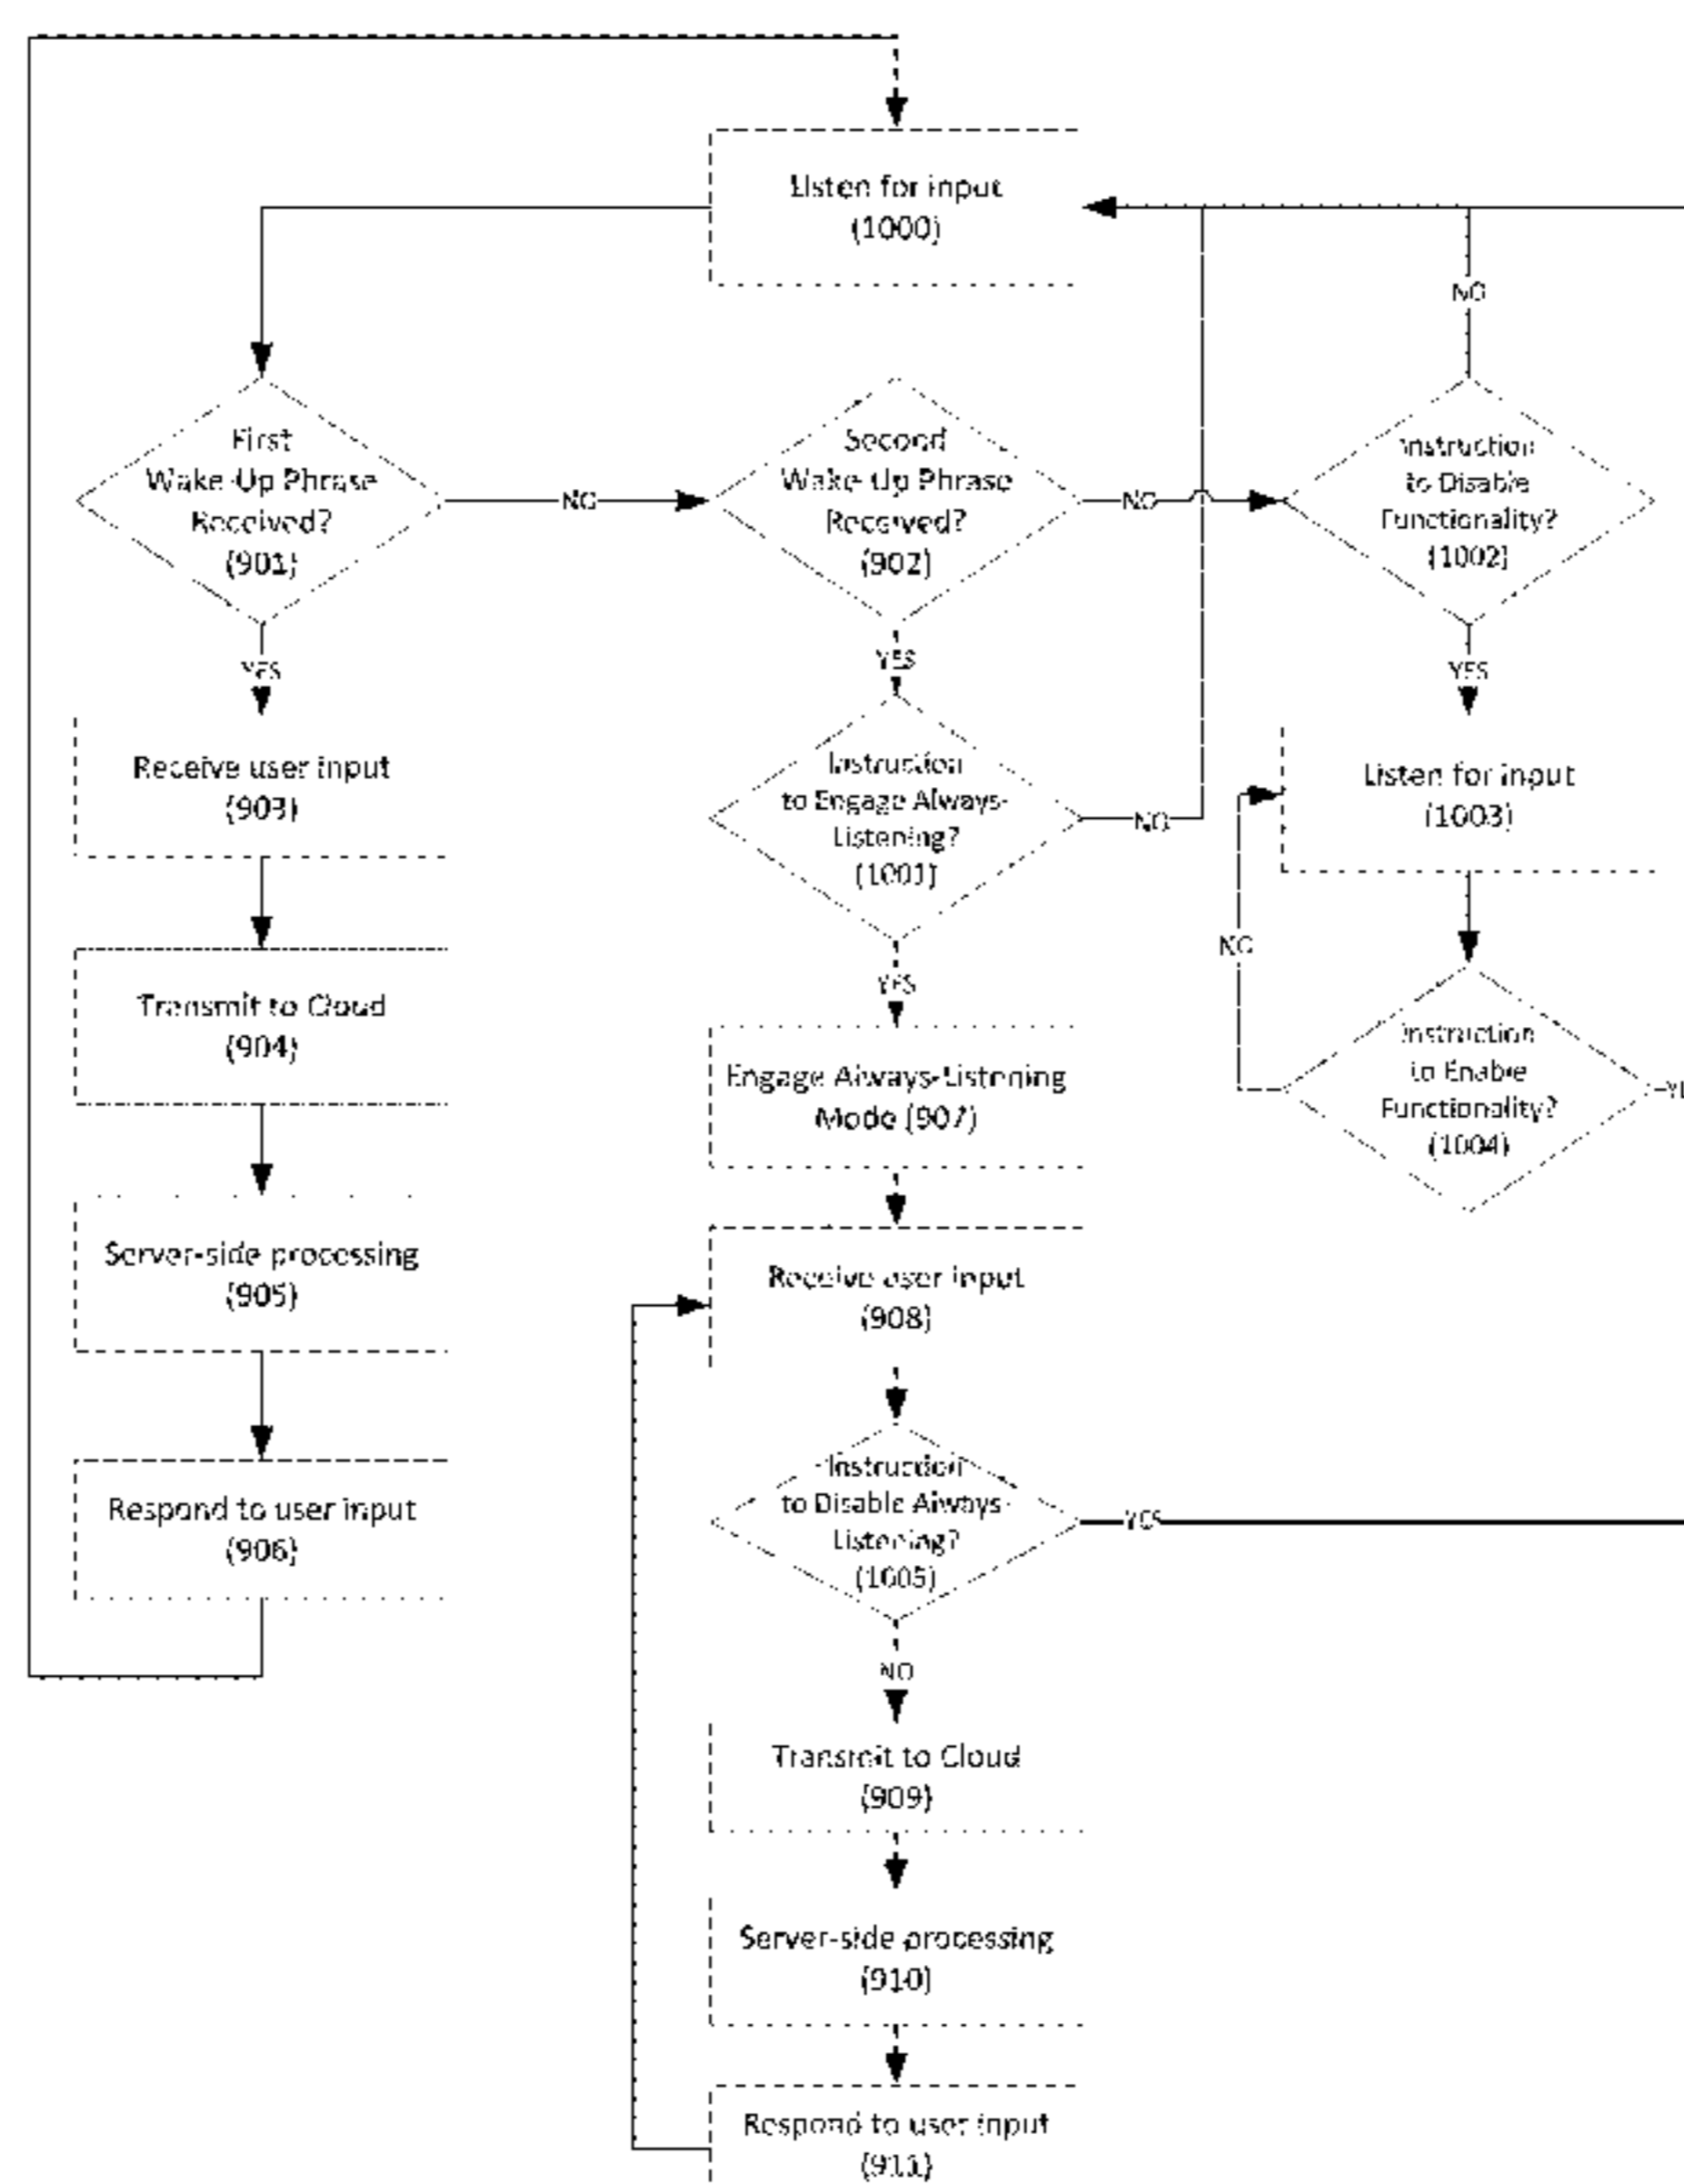 Listen for input
(1000)
NO
First
Wake-Up Phrase
Received?
(901)
NO
Second
Wake-Up Phrase
Received?
(902)
NO
Instruction
to Disable
Functionality?
(1002)
YES
YES
YES
Receive user input
(903)
Instruction
to Engage Always-
Listening?
(1001)
NO
Listen for input
(1003)
NO
YES
Transmit to Cloud
(904)
Engage Always-Listening
Mode (907)
Instruction
to Enable
Functionality?
(1004)
Server-side processing
(905)
Receive user input
(908)
Respond to user input
(906)
Instruction
to Disable Always-
Listening?
(1005)
YES
NO
Transmit to Cloud
(909)
Server-side processing
(910)
Respond to user input
(911)